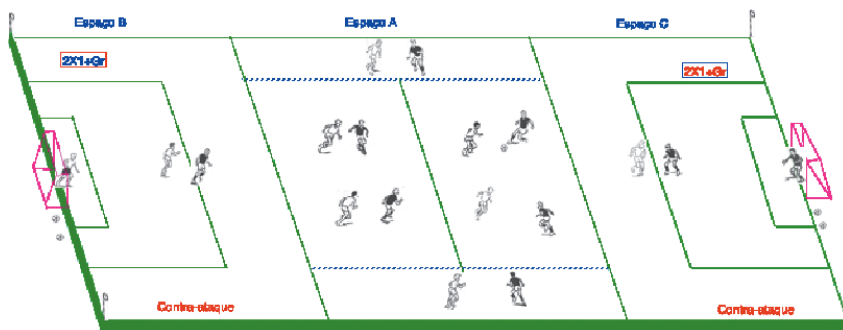 Espaço B
Espaço A
Espaço C
2X1+Gr
2X1+Gr
Contra-ataque
Contra-ataque